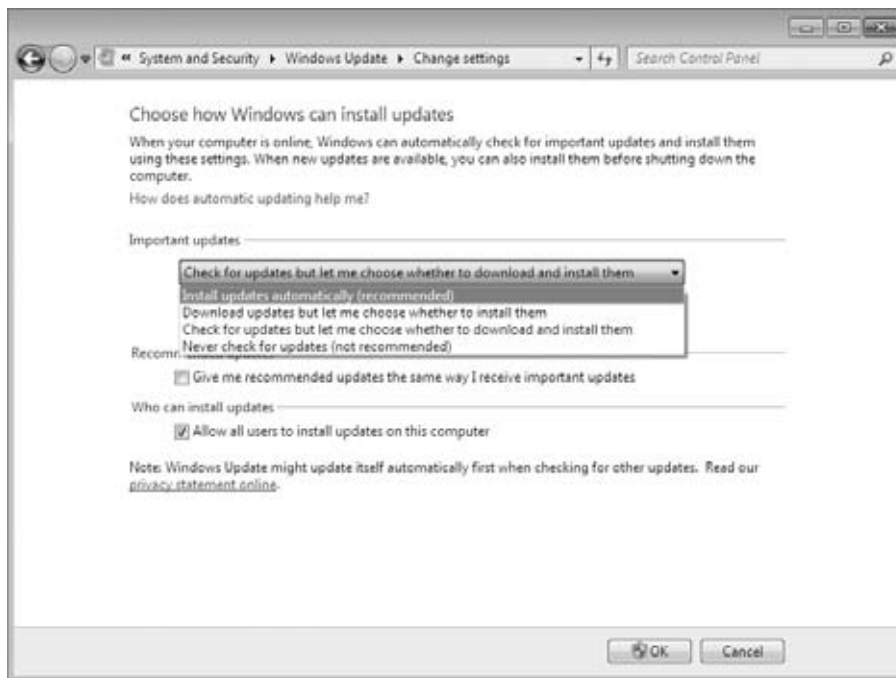 « System and Security ▸ Windows Update ▸ Change settings
Search Control Panel
Choose how Windows can install updates
When your computer is online, Windows can automatically check for important updates and install them
using these settings. When new updates are available, you can also install them before shutting down the
computer.
How does automatic updating help me?
Important updates
Check for updates but let me choose whether to download and install them
Install updates automatically (recommended)
Download updates but let me choose whether to install them
Check for updates but let me choose whether to download and install them
Never check for updates (not recommended)
Give me recommended updates the same way I receive important updates
Who can install updates
Allow all users to install updates on this computer
Note: Windows Update might update itself automatically first when checking for other updates. Read our
privacy statement online.
OK
Cancel